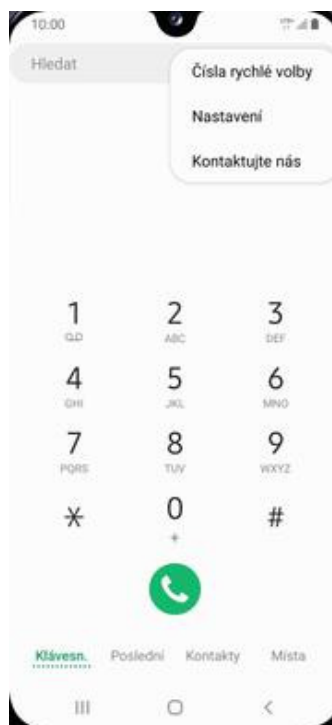 10:00
Hledat
Čísla rychlé volby
Nastavení
Kontaktujte nás
1 2 3
ABC DEF
4 5 6
GHI JKL MNO
7 8 9
PQRS TUV WXYZ
* 0 #
+
Klávesn. Poslední Kontakty Místa